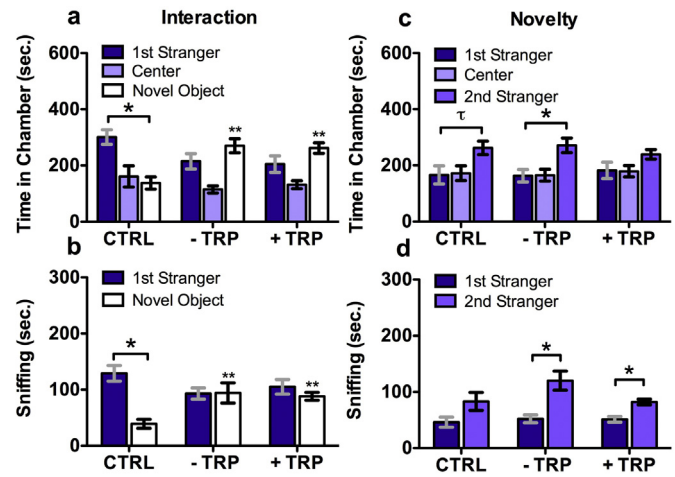 a Interaction
Time in Chamber (sec.)
600
400
200
0
1st Stranger
Center
Novel Object
*
**
**
CTRL - TRP + TRP
b
Sniffing (sec.)
300
200
100
0
1st Stranger
Novel Object
*
**
**
CTRL - TRP + TRP
c Novelty
Time in Chamber (sec.)
600
400
200
0
1st Stranger
Center
2nd Stranger
τ
*
CTRL - TRP + TRP
d
Sniffing (sec.)
300
200
100
0
1st Stranger
2nd Stranger
*
*
CTRL - TRP + TRP